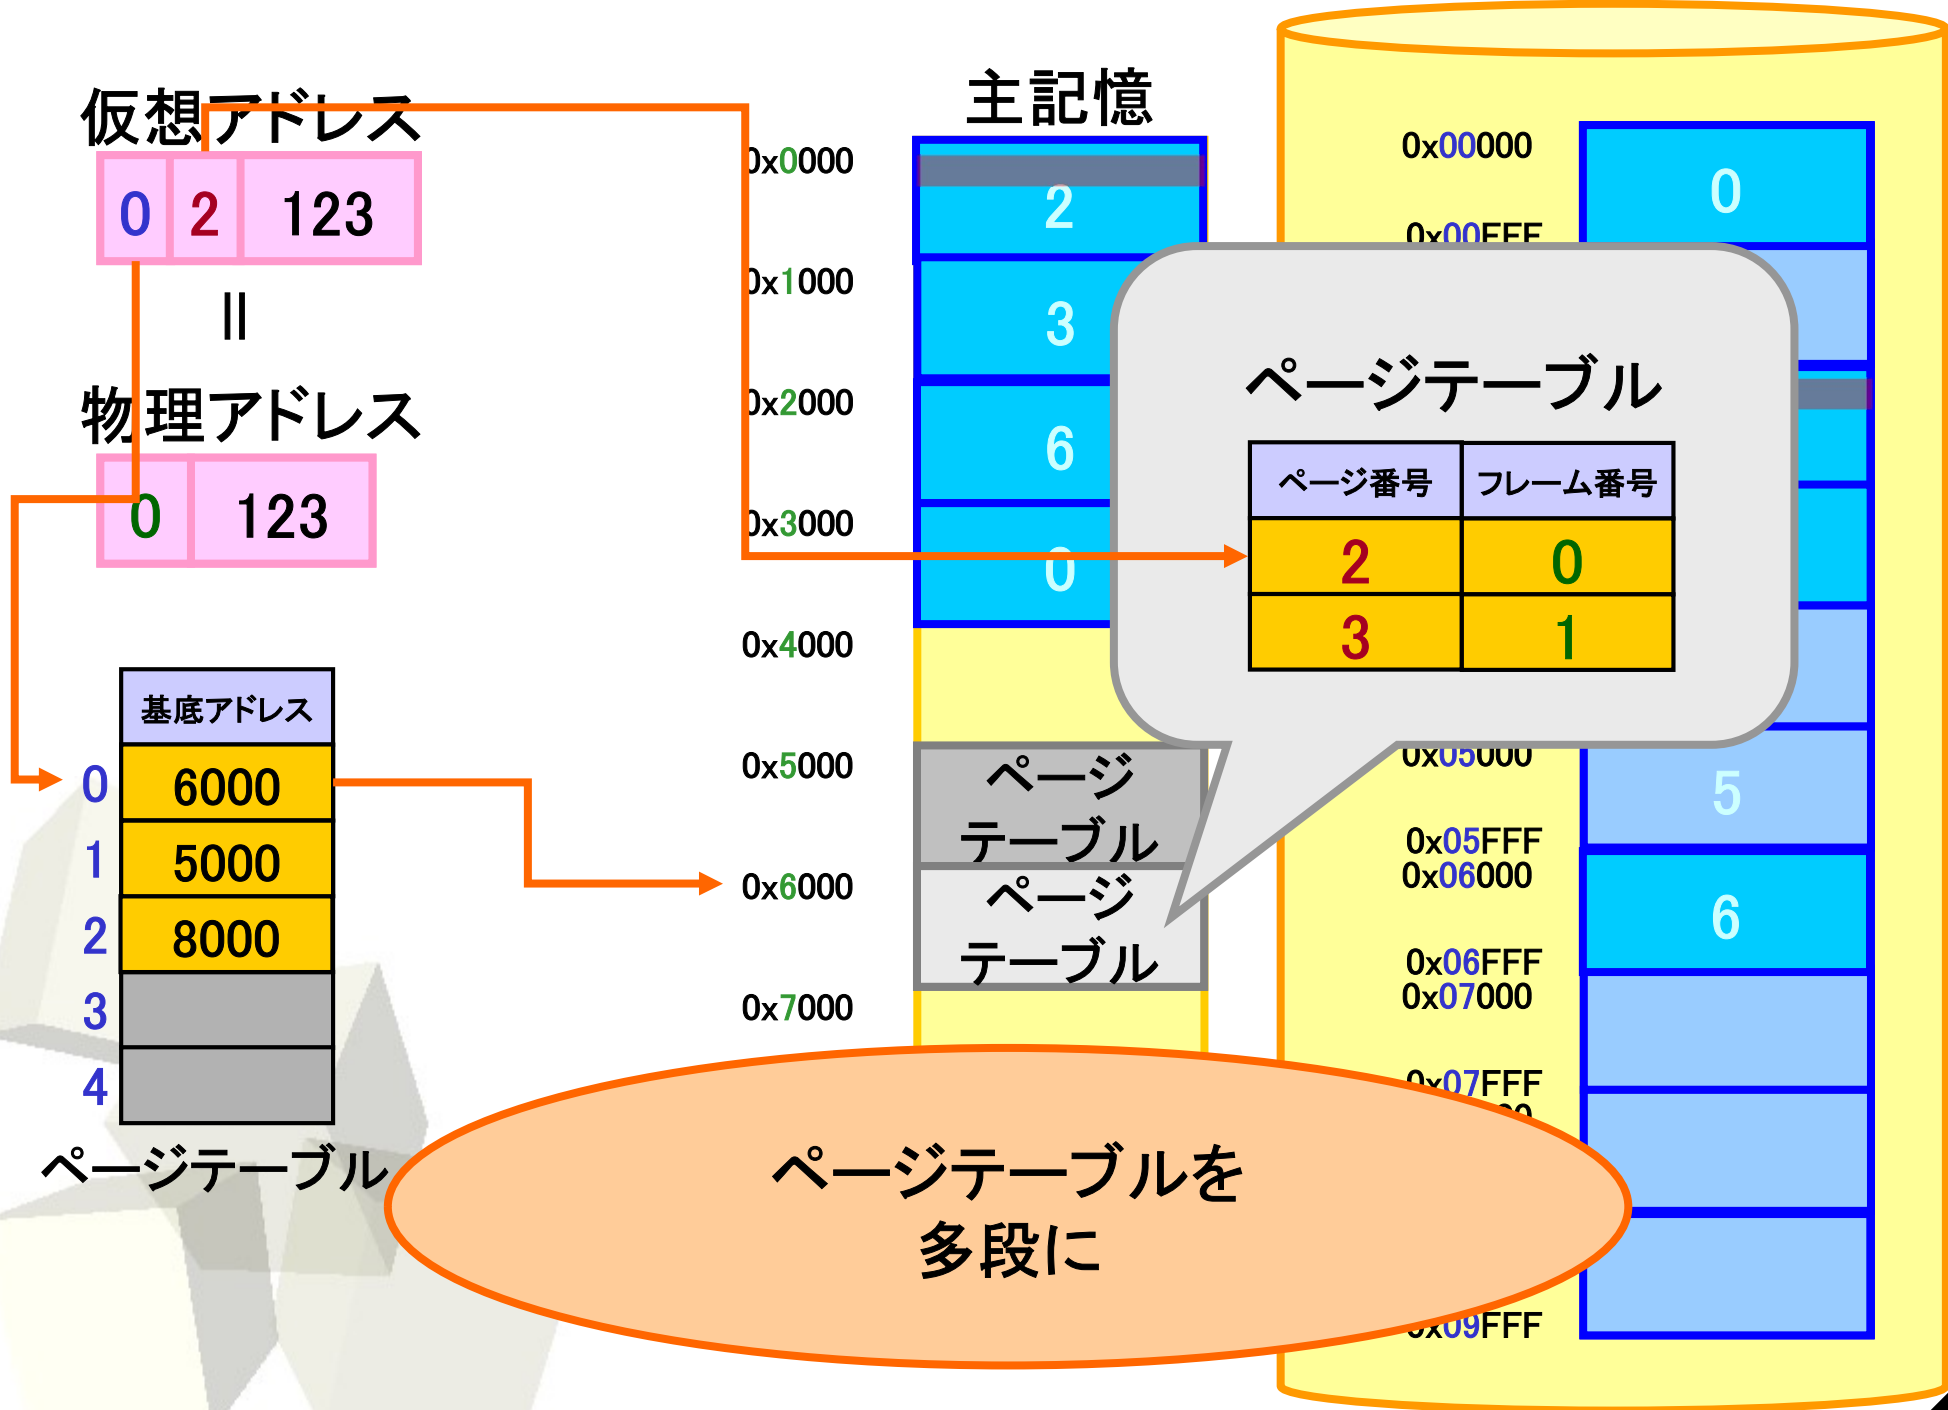 仮想アドレス
0 2 123
||
物理アドレス
0 123
基底アドレス
0 6000
1 5000
2 8000
3
4
ページテーブル
主記憶
0x0000
2
0x1000
3
0x2000
6
0x3000
0
0x4000
0x5000
ページ
テーブル
0x6000
ページ
テーブル
0x7000
ページテーブル
ページ番号 フレーム番号
2 0
3 1
0x00000
0
0x00FFF
0x05000
5
0x05FFF
0x06000
6
0x06FFF
0x07000
0x07FFF
0x09FFF
ページテーブルを
多段に